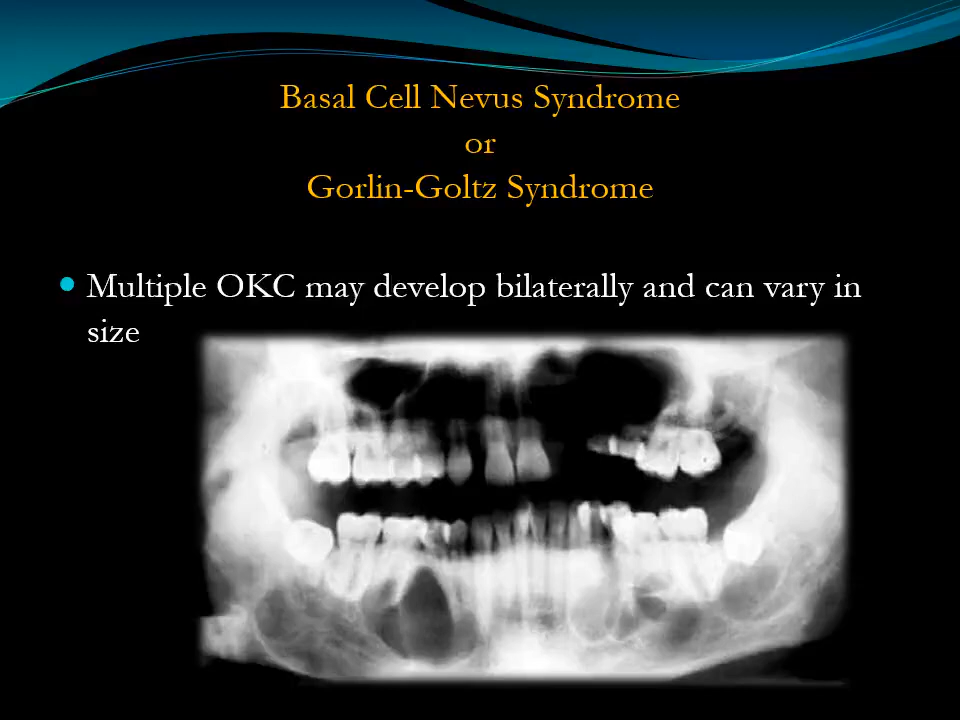 Basal Cell Nevus Syndrome
or
Gorlin-Goltz Syndrome
Multiple OKC may develop bilaterally and can vary in
size